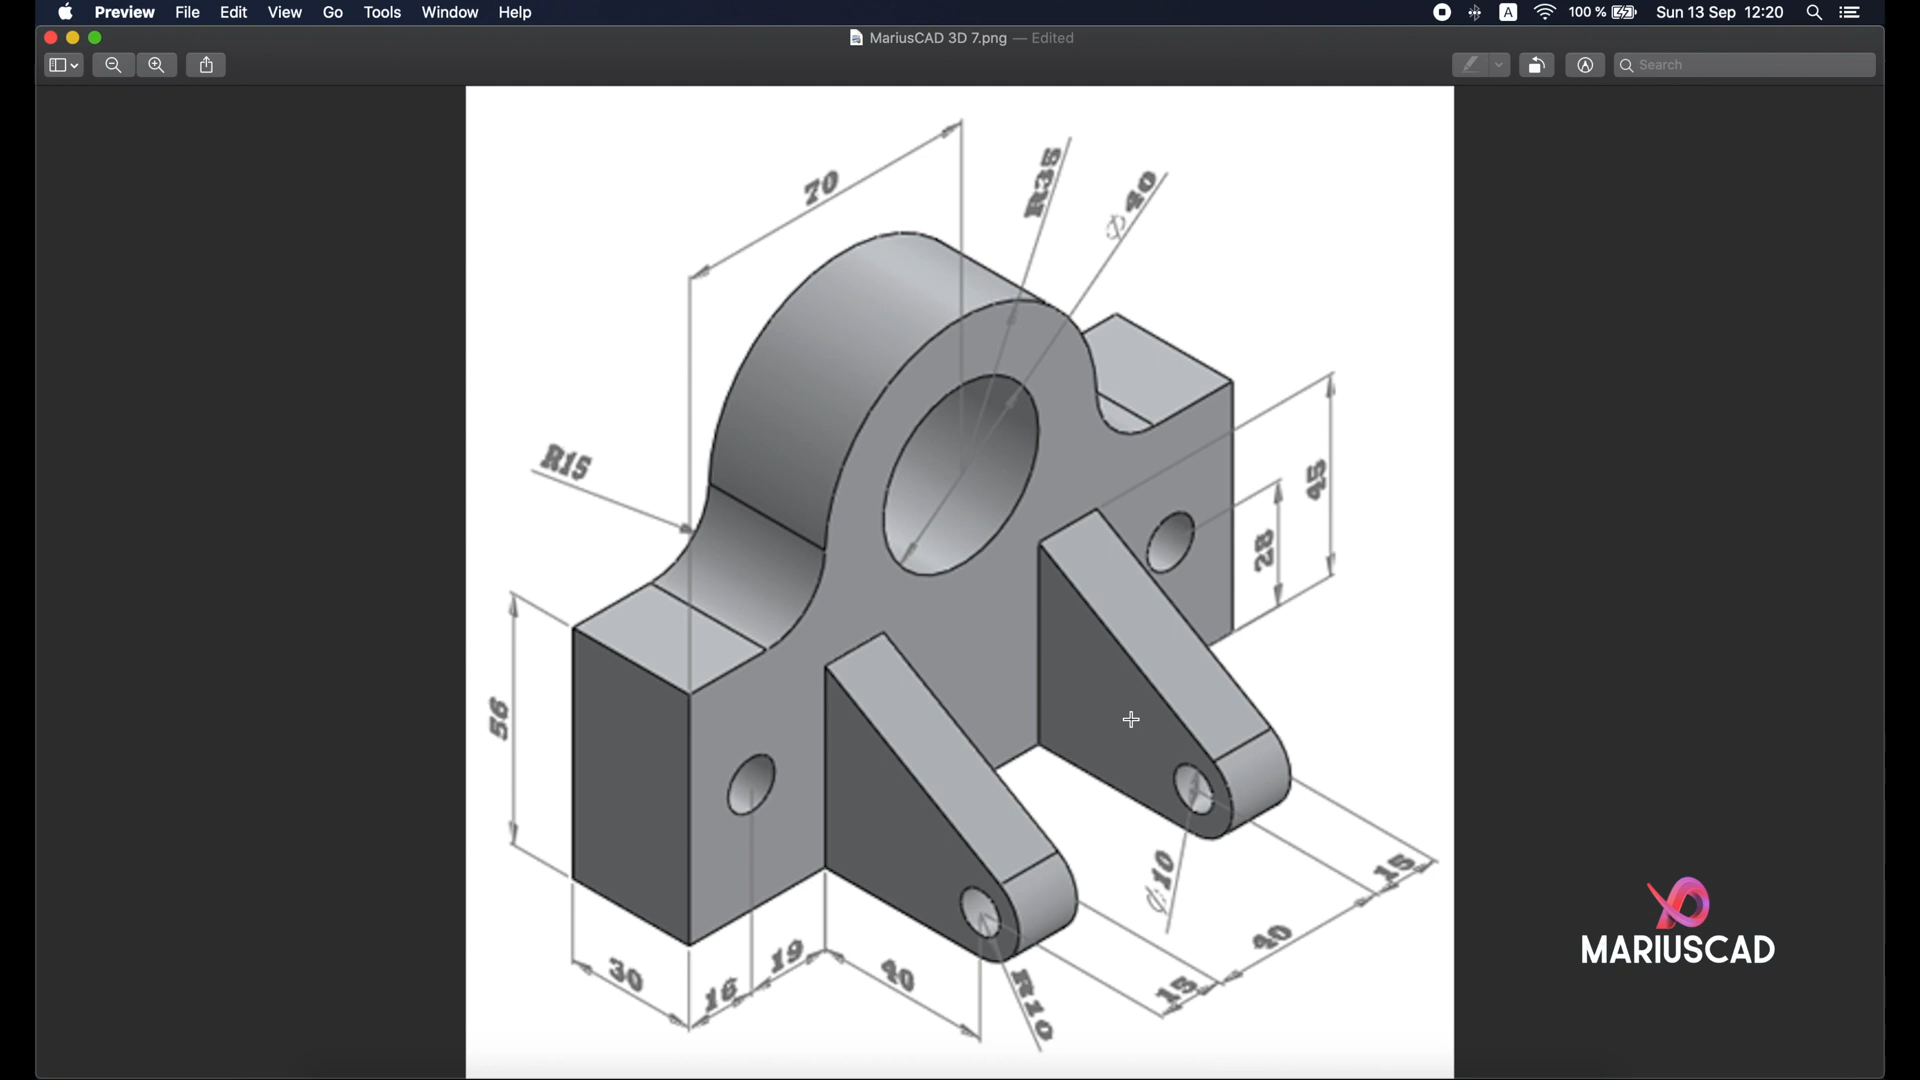 Preview File Edit View Go Tools Window Help
A 100 % Sun 13 Sep 12:20
MariusCAD 3D 7.png — Edited
Search
70
R35
∅ 40
R15
45
28
56
∅10
15
40
15
30
16
19
40
R10
MARIUSCAD